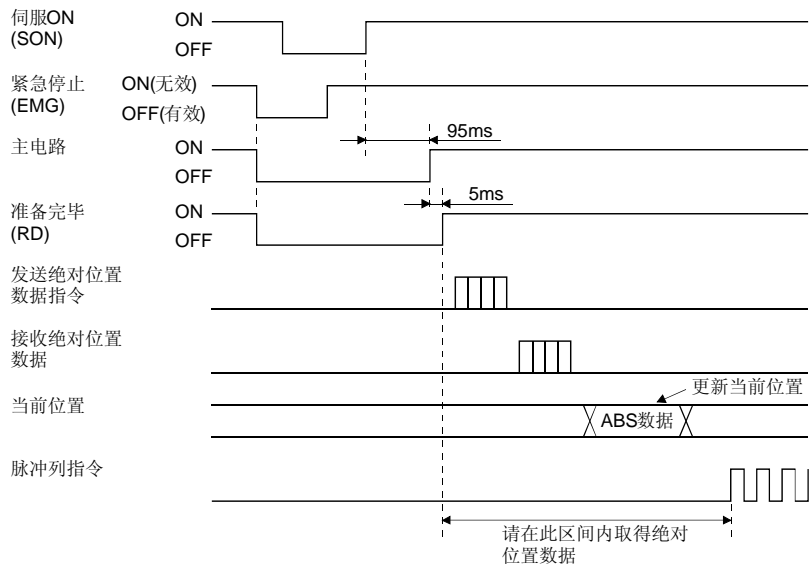 伺服ON
(SON)
ON
OFF
紧急停止
(EMG)
ON(无效)
OFF(有效)
主电路
ON
OFF
95ms
准备完毕
(RD)
ON
OFF
5ms
发送绝对位置
数据指令
接收绝对位置
数据
当前位置
更新当前位置
ABS数据
脉冲列指令
请在此区间内取得绝对
位置数据